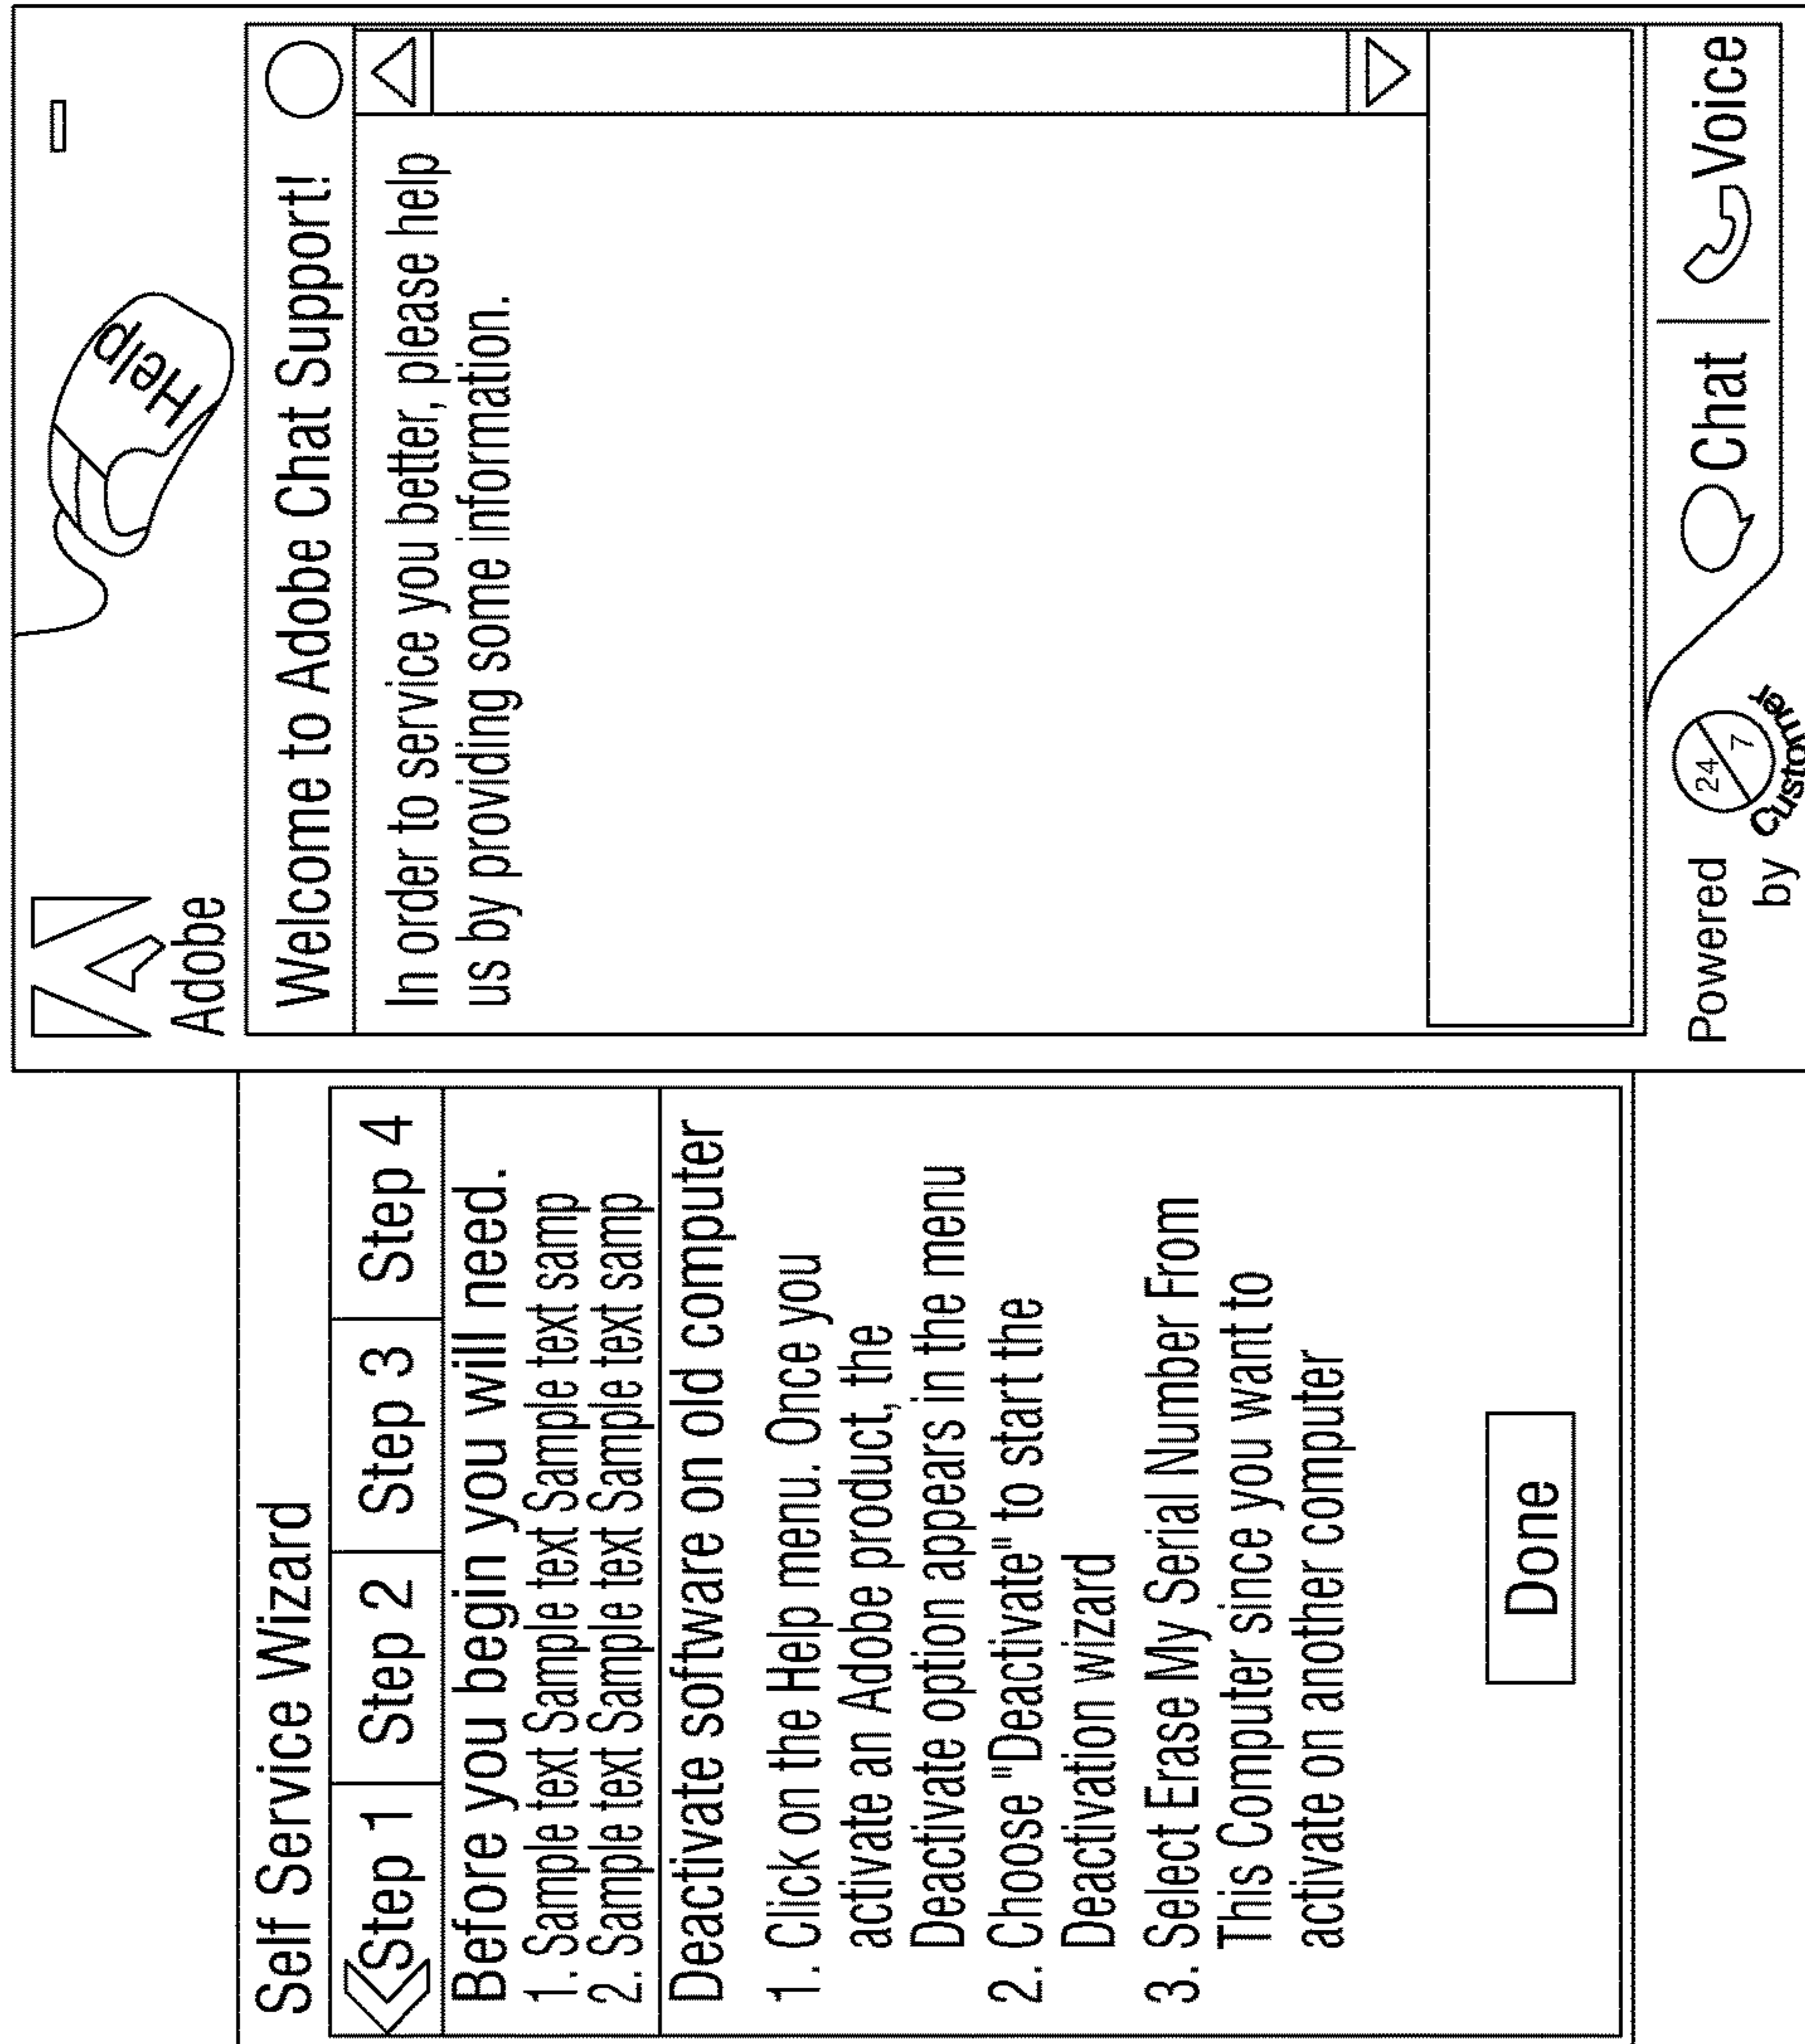 Self Service Wizard
Step 1 Step 2 Step 3 Step 4
Before you begin you will need.
1. Sample text Sample text Sample text samp
2. Sample text Sample text Sample text samp
Deactivate software on old computer
1. Click on the Help menu. Once you
activate an Adobe product, the
Deactivate option appears in the menu
2. Choose "Deactivate" to start the
Deactivation wizard
3. Select Erase My Serial Number From
This Computer since you want to
activate on another computer
Done
Adobe
Help
Welcome to Adobe Chat Support!
In order to service you better, please help
us by providing some information.
Powered
by
24
7
Customer
Chat
Voice